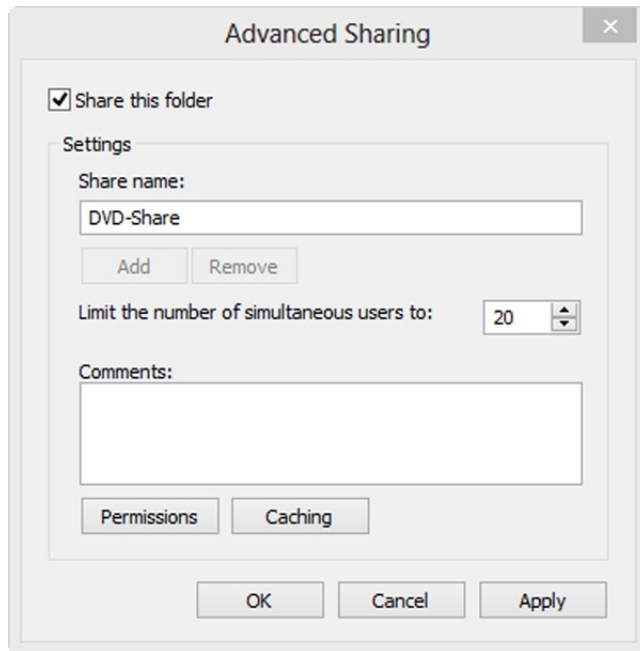 Advanced Sharing
Share this folder
Settings
Share name:
DVD-Share
Add Remove
Limit the number of simultaneous users to: 20
Comments:
Permissions Caching
OK Cancel Apply